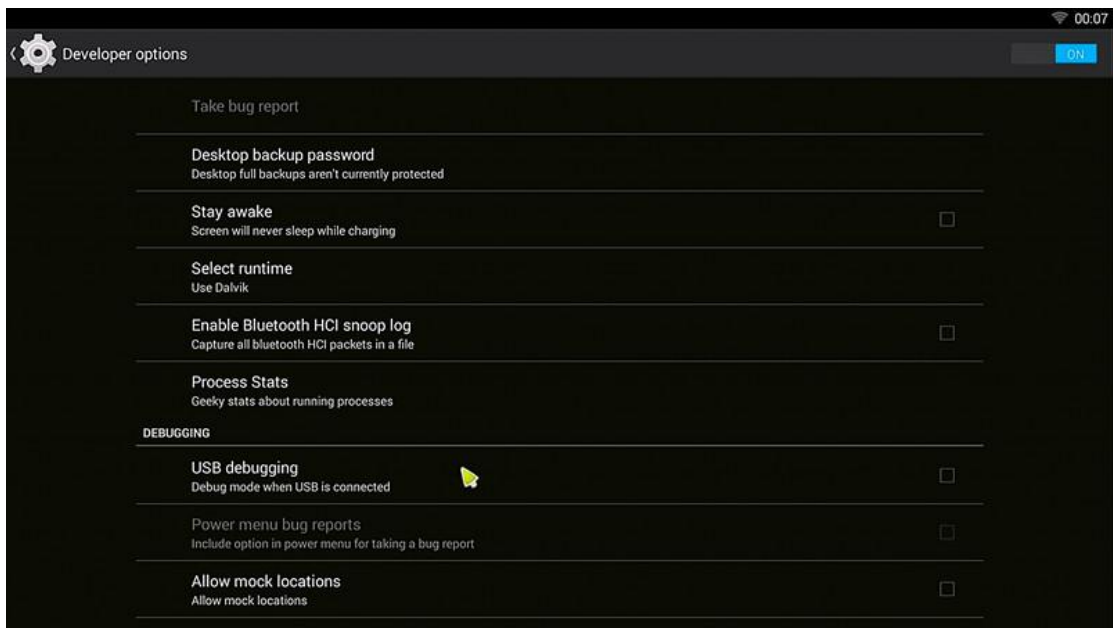 00:07
Developer options
ON
Take bug report
Desktop backup password
Desktop full backups aren't currently protected
Stay awake
Screen will never sleep while charging
Select runtime
Use Dalvik
Enable Bluetooth HCI snoop log
Capture all bluetooth HCI packets in a file
Process Stats
Geeky stats about running processes
DEBUGGING
USB debugging
Debug mode when USB is connected
Power menu bug reports
Include option in power menu for taking a bug report
Allow mock locations
Allow mock locations